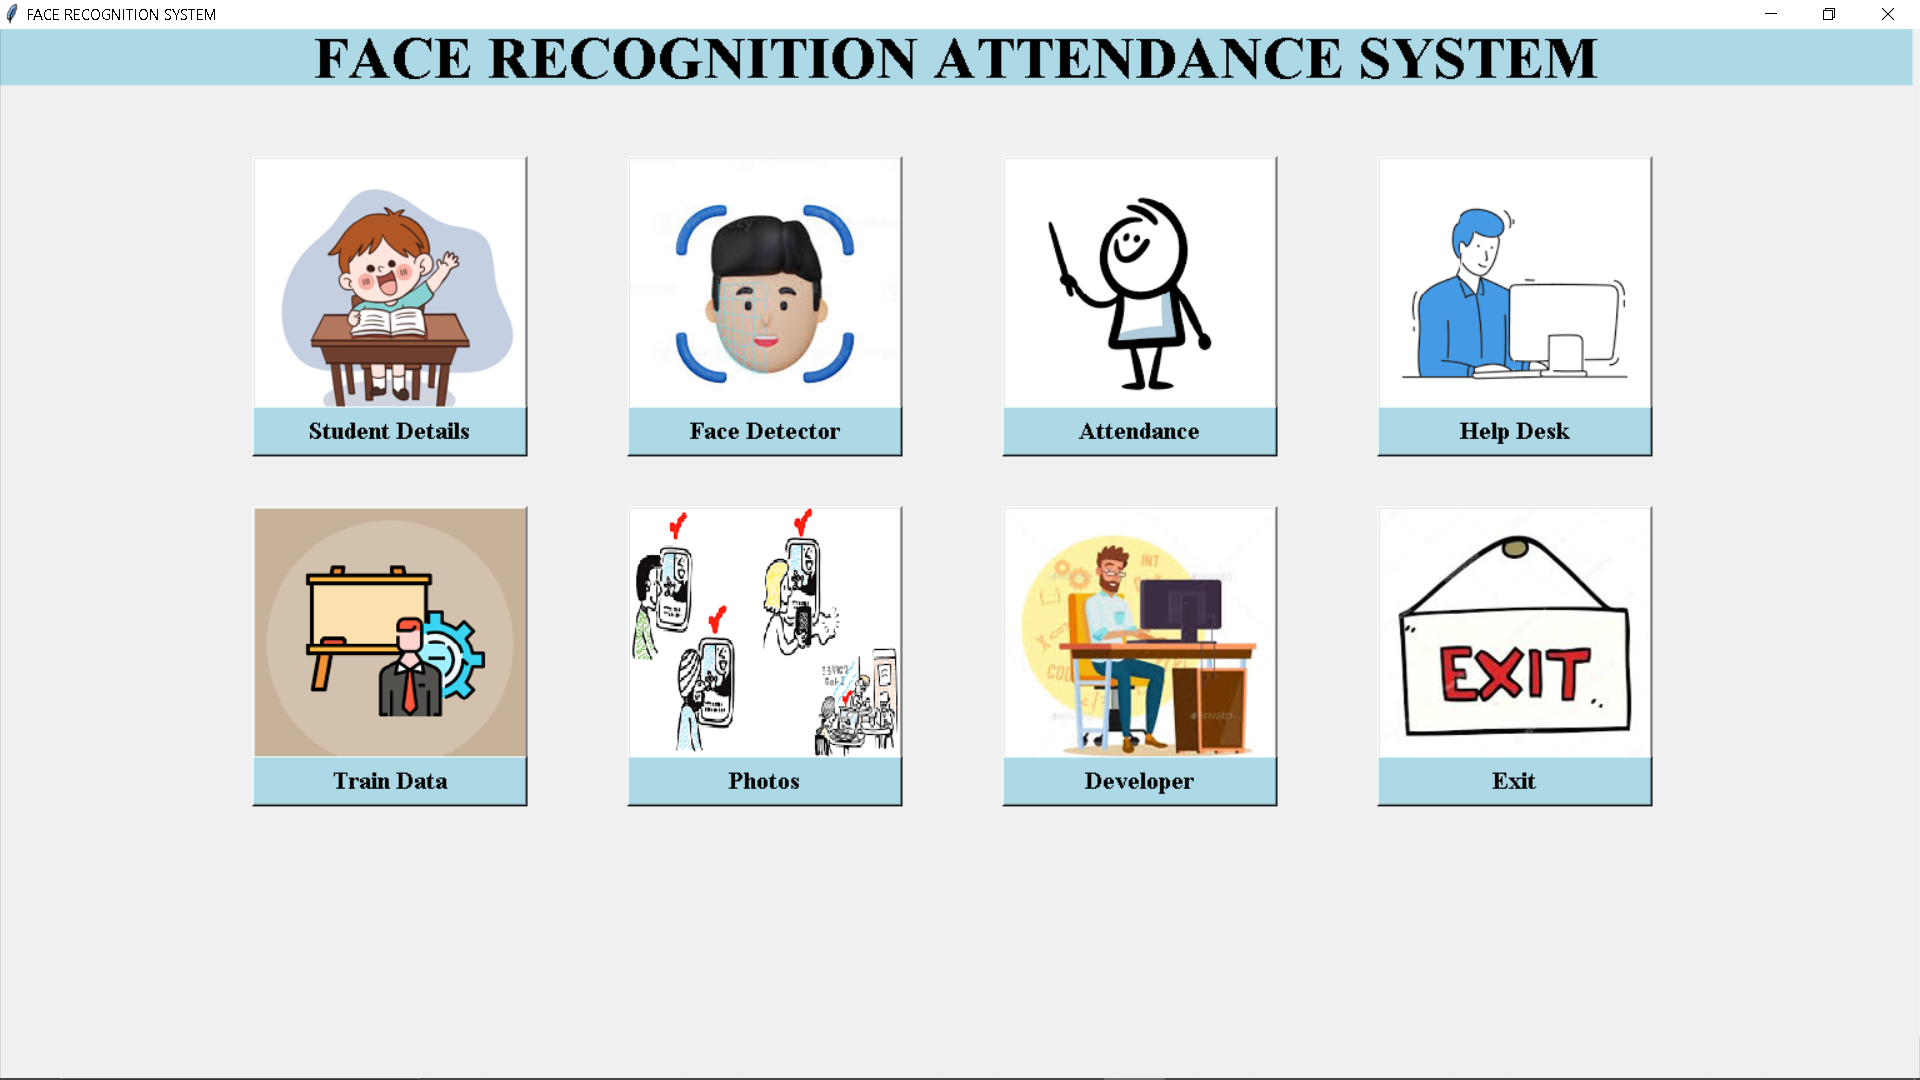 FACE RECOGNITION SYSTEM
FACE RECOGNITION ATTENDANCE SYSTEM
Student Details
Face Detector
Attendance
Help Desk
INT
EXIT
Train Data
Photos
Developer
Exit